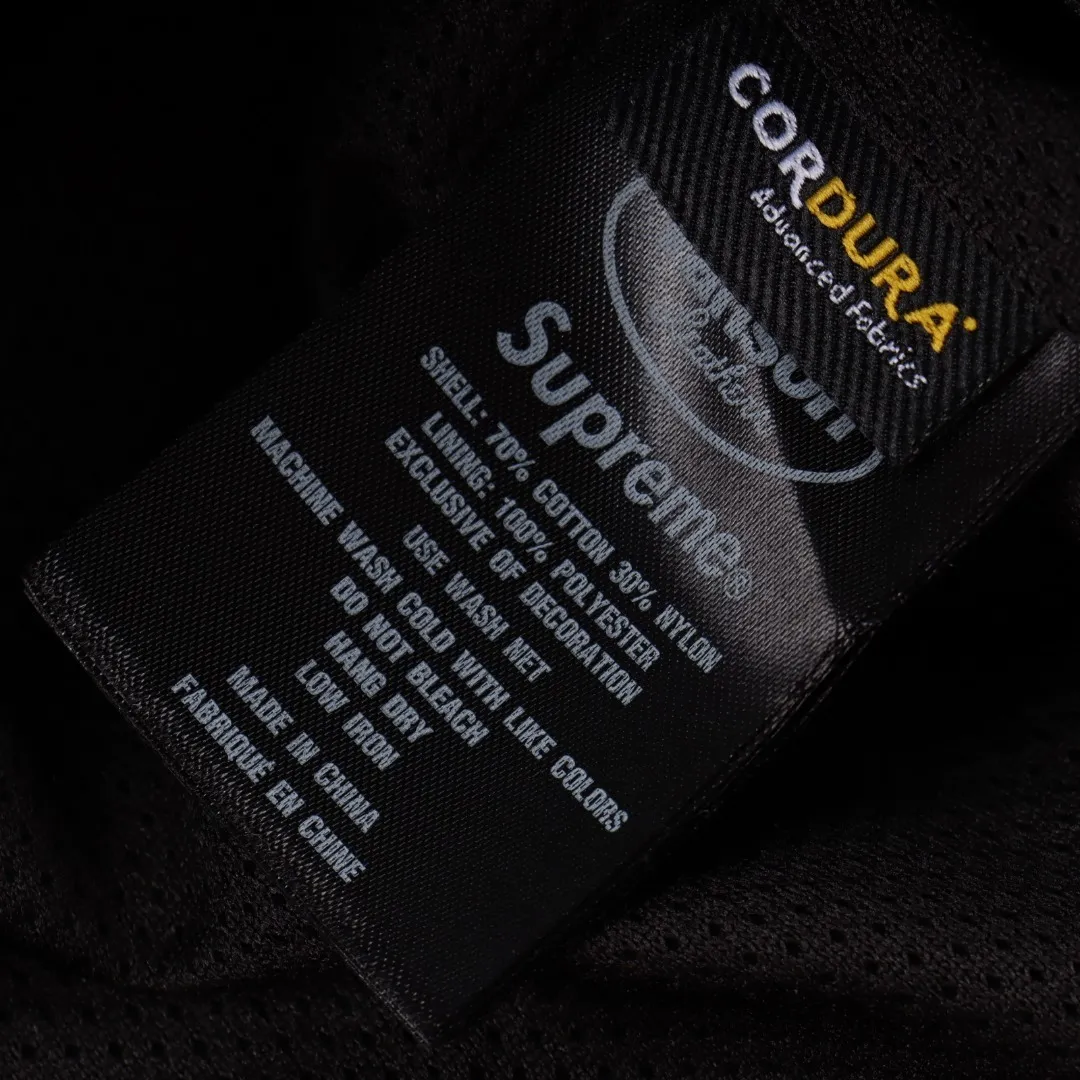 CORDURA
Advanced Fabrics
Supreme®
SHELL: 70% COTTON 30% NYLON
LINING: 100% POLYESTER
EXCLUSIVE OF DECORATION
USE WASH NET
MACHINE WASH COLD WITH LIKE COLORS
DO NOT BLEACH
HANG DRY
LOW IRON
MADE IN CHINA
FABRIQUÉ EN CHINE